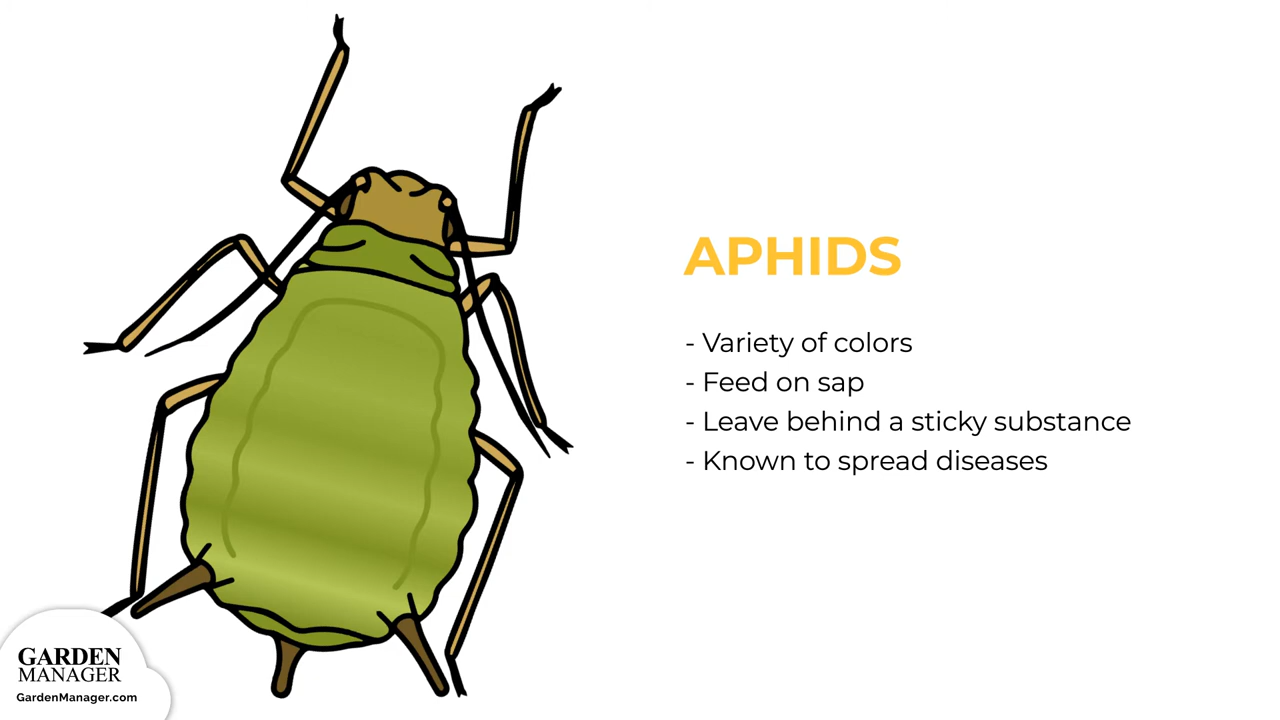 APHIDS
- Variety of colors
- Feed on sap
- Leave behind a sticky substance
- Known to spread diseases
GARDEN
MANAGER
GardenManager.com